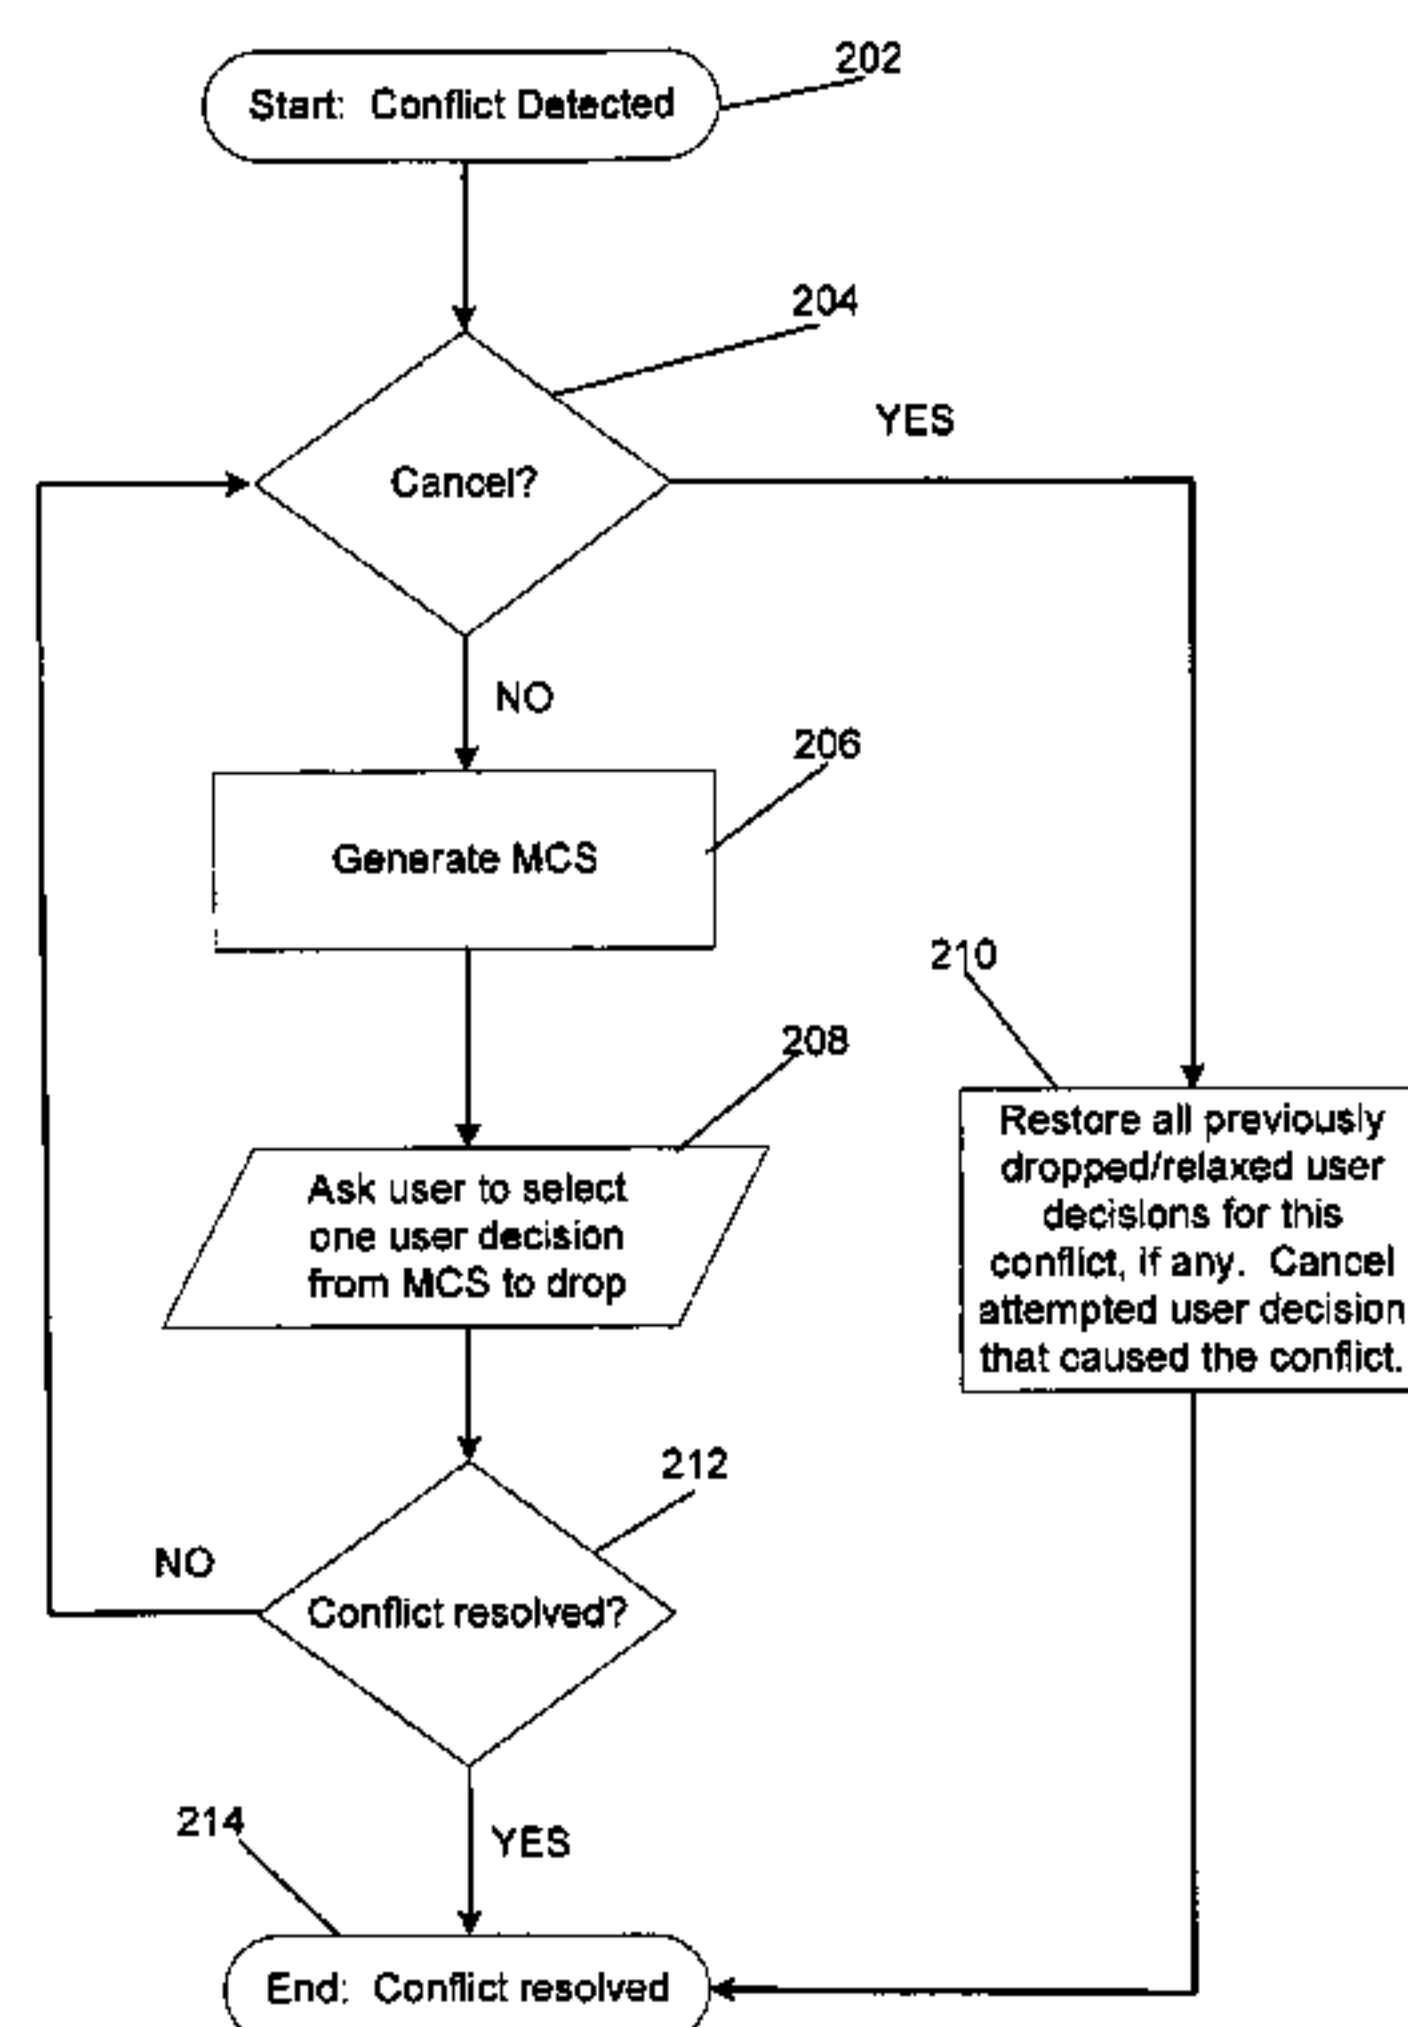 202
Start: Conflict Detected
204
YES
Cancel?
NO
206
Generate MCS
210
208
Restore all previously
dropped/relaxed user
decisions for this
conflict, if any. Cancel
attempted user decision
that caused the conflict.
Ask user to select
one user decision
from MCS to drop
212
NO
Conflict resolved?
214
YES
End: Conflict resolved